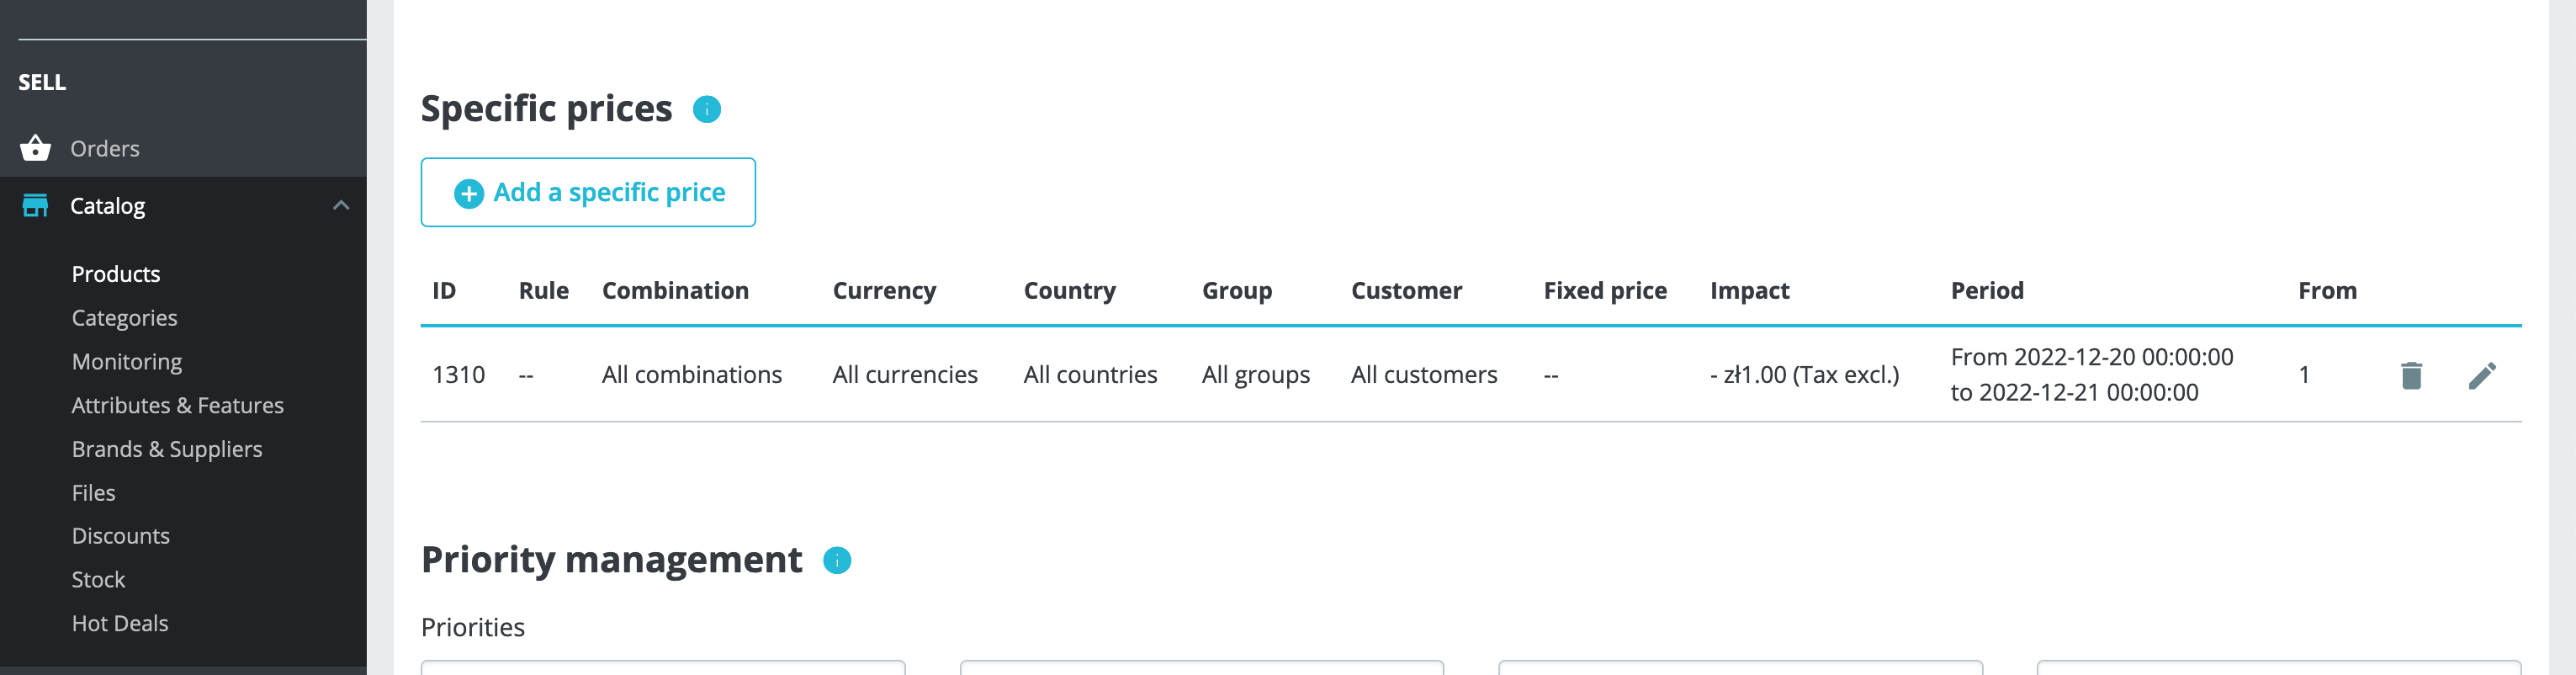 SELL
Orders
Catalog
Products
Categories
Monitoring
Attributes & Features
Brands & Suppliers
Files
Discounts
Stock
Hot Deals
Specific prices
Add a specific price
ID Rule Combination Currency Country Group Customer Fixed price Impact Period From
1310 -- All combinations All currencies All countries All groups All customers -- - zł1.00 (Tax excl.) From 2022-12-20 00:00:00 1
to 2022-12-21 00:00:00
Priority management
Priorities